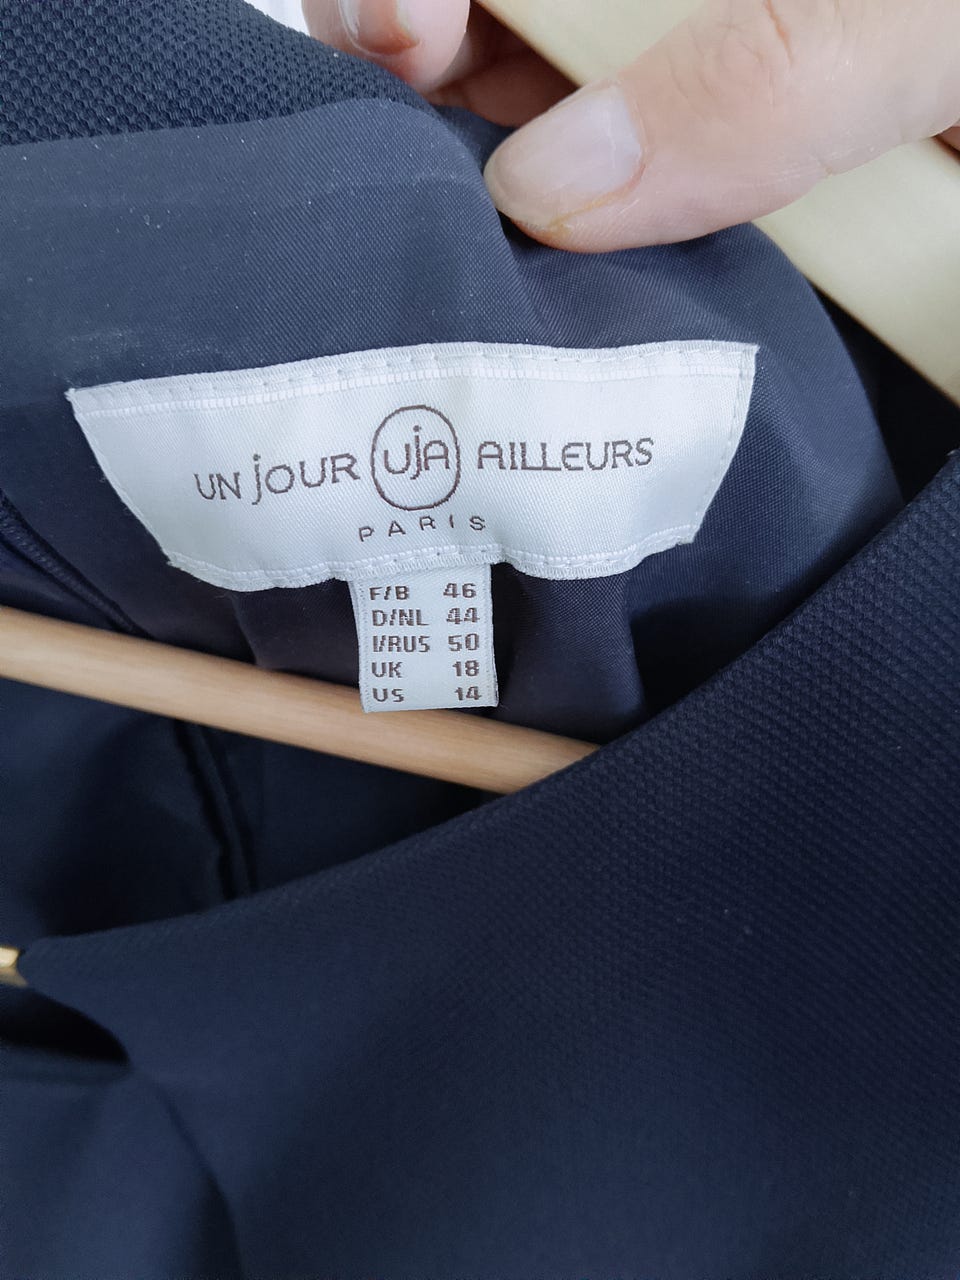 UN jOUR UjA AILLEURS
PARIS
F/B 46
D/NL 44
I/RUS 50
UK 18
US 14